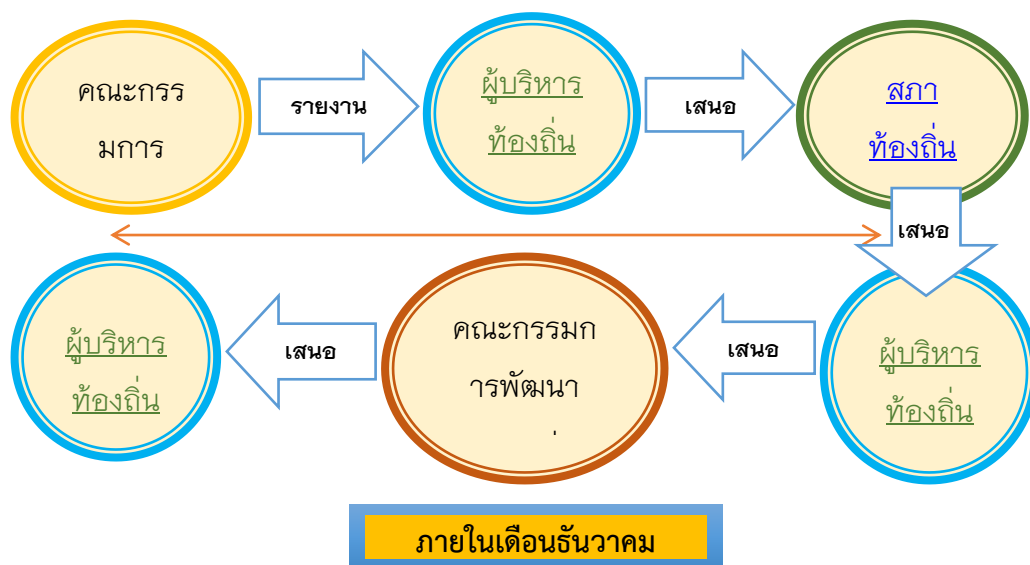 คณะกรร
มการ
รายงาน
ผู้บริหาร
ท้องถิ่น
เสนอ
สภา
ท้องถิ่น
เสนอ
ผู้บริหาร
ท้องถิ่น
เสนอ
คณะกรรมก
ารพัฒนา
เสนอ
ผู้บริหาร
ท้องถิ่น
ภายในเดือนธันวาคม